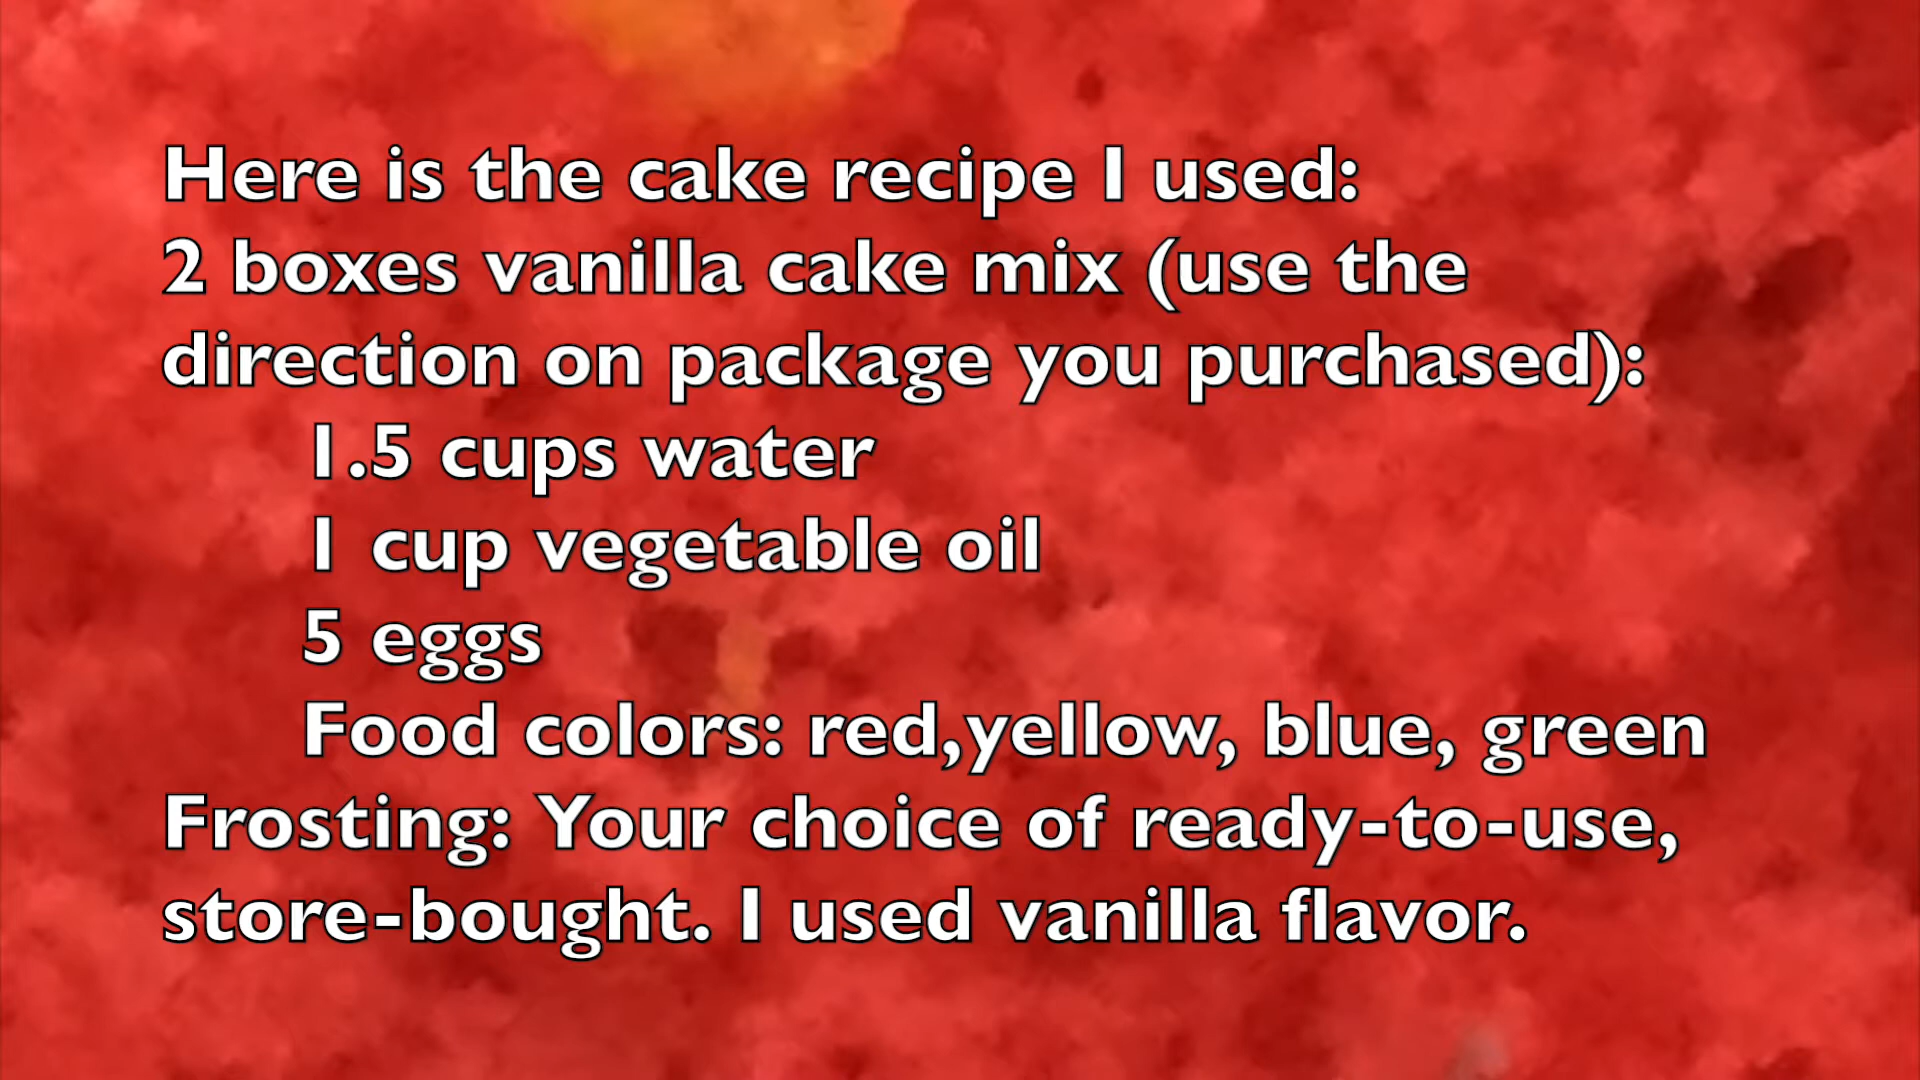 Here is the cake recipe I used:
2 boxes vanilla cake mix (use the
direction on package you purchased):
1.5 cups water
1 cup vegetable oil
5 eggs
Food colors: red,yellow, blue, green
Frosting: Your choice of ready-to-use,
store-bought. I used vanilla flavor.